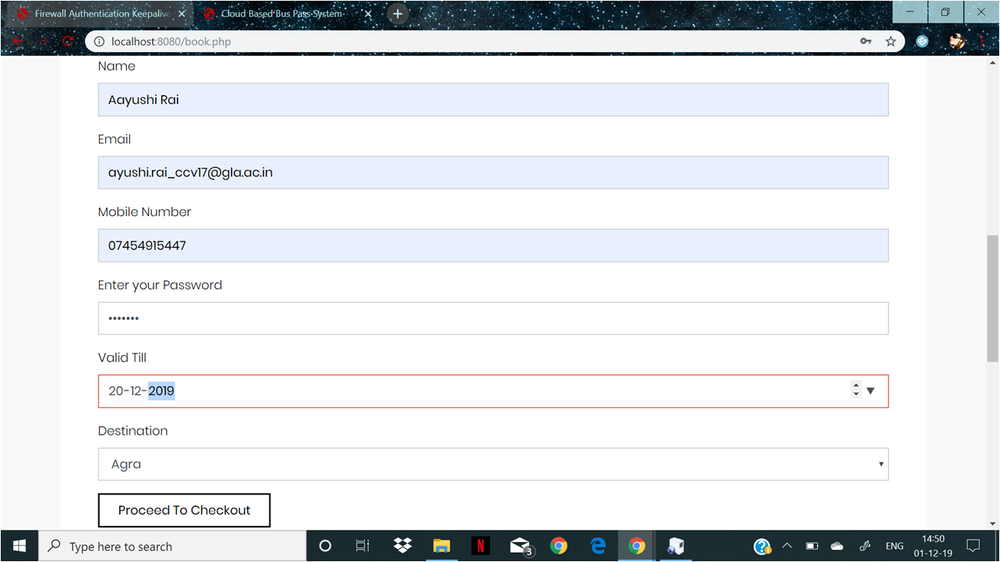 Firewall Authentication Keepalive
Cloud Based Bus Pass System
localhost:8080/book.php
Name
Aayushi Rai
Email
ayushi.rai_ccv17@gla.ac.in
Mobile Number
07454915447
Enter your Password
•••••••
Valid Till
20-12-2019
Destination
Agra
Proceed To Checkout
Type here to search
N
3
ENG
14:50
01-12-19